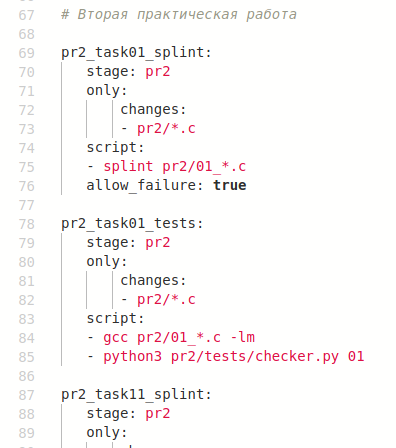 67 # Вторая практическая работа
68
69 pr2_task01_splint:
70 stage: pr2
71 only:
72 changes:
73 - pr2/*.c
74 script:
75 - splint pr2/01_*.c
76 allow_failure: true
77
78 pr2_task01_tests:
79 stage: pr2
80 only:
81 changes:
82 - pr2/*.c
83 script:
84 - gcc pr2/01_*.c -lm
85 - python3 pr2/tests/checker.py 01
86
87 pr2_task11_splint:
88 stage: pr2
89 only: